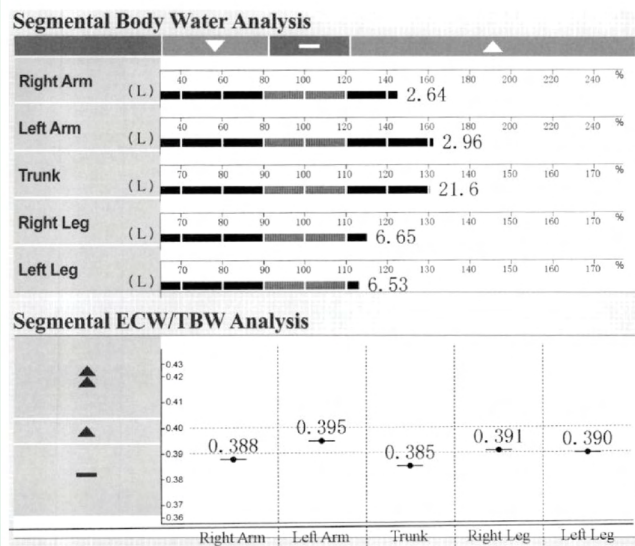 Segmental Body Water Analysis
Right Arm (L) 40 60 80 100 120 140 160 180 200 220 240 % 2.64
Left Arm (L) 40 60 80 100 120 140 160 180 200 220 240 % 2.96
Trunk (L) 70 80 90 100 110 120 130 140 150 160 170 % 21.6
Right Leg (L) 70 80 90 100 110 120 130 140 150 160 170 % 6.65
Left Leg (L) 70 80 90 100 110 120 130 140 150 160 170 % 6.53
Segmental ECW/TBW Analysis
0.43
0.42
0.41
0.40
0.39
0.38
0.37
0.36
0.388 0.395 0.385 0.391 0.390
Right Arm Left Arm Trunk Right Leg Left Leg